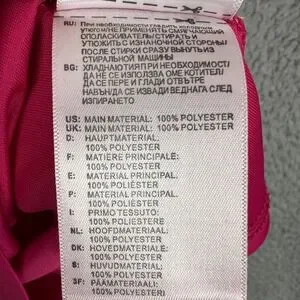 RU: ПРИ НЕОБХОДИМОСТИ ГЛАДИТЬ
УТЮГОМ/НЕ ПРИМЕНЯТЬ СМЯГЧАЮЩИЙ
ОПОЛАСКИВАТЕЛЬ/СТИРАТЬ И
УТЮЖИТЬ С ИЗНАНОЧНОЙ СТОРОНЫ/
ПОСЛЕ СТИРКИ СРАЗУ ВЫНУТЬ ИЗ
СТИРАЛЬНОЙ МАШИНЫ
BG: ХЛАДНА ЮТИЯ ПРИ НЕОБХОДИМОСТ/
ДА НЕ СЕ ИЗПОЛЗВА ОМЕКОТИТЕЛ/
ДА СЕ ПЕРЕ И ГЛАДИ ОТВЪТРЕ
НАВЪН/ДА СЕ ИЗВАДИ ВЕДНАГА СЛЕД
ИЗПИРАНЕТО
US: MAIN MATERIAL: 100% POLYESTER
UK: MAIN MATERIAL: 100% POLYESTER
D: HAUPTMATERIAL:
100% POLYESTER
F: MATIÈRE PRINCIPALE:
100% POLYESTER
E: MATERIAL PRINCIPAL:
100% POLIÉSTER
P: MATERIAL PRINCIPAL:
100% POLIÉSTER
I: PRIMO TESSUTO:
100% POLIESTERE
NL: HOOFDMATERIAAL:
100% POLYESTER
DK: HOVEDMATERIALE:
100% POLYESTER
S: HUVUDMATERIAL:
100% POLYESTER
SF: PÄÄMATERIAALI:
100% POLYESTERI